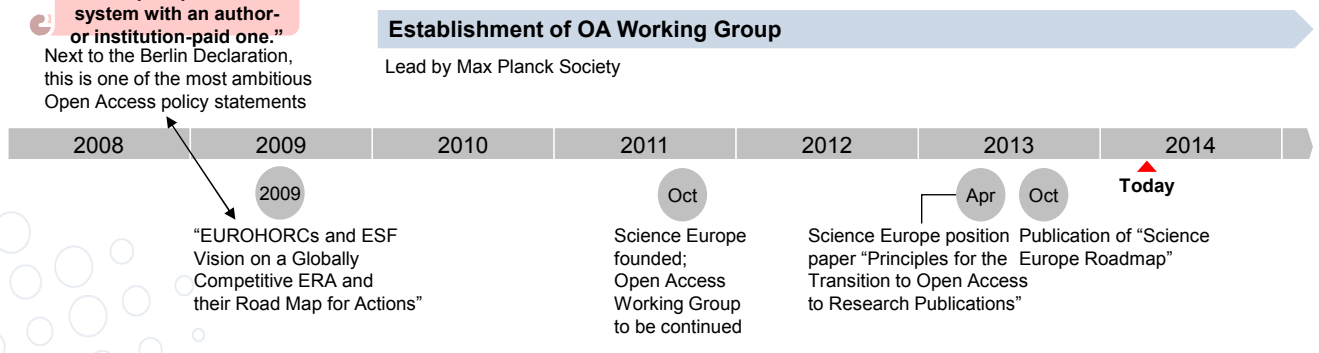 system with an author-
or institution-paid one.”
Next to the Berlin Declaration,
this is one of the most ambitious
Open Access policy statements
Establishment of OA Working Group
Lead by Max Planck Society
2008 2009 2010 2011 2012 2013 2014
2009
Oct
Apr
Oct
Today
“EUROHORCs and ESF
Vision on a Globally
Competitive ERA and
their Road Map for Actions”
Science Europe
founded;
Open Access
Working Group
to be continued
Science Europe position
paper “Principles for the
Transition to Open Access
to Research Publications”
Publication of “Science
Europe Roadmap”